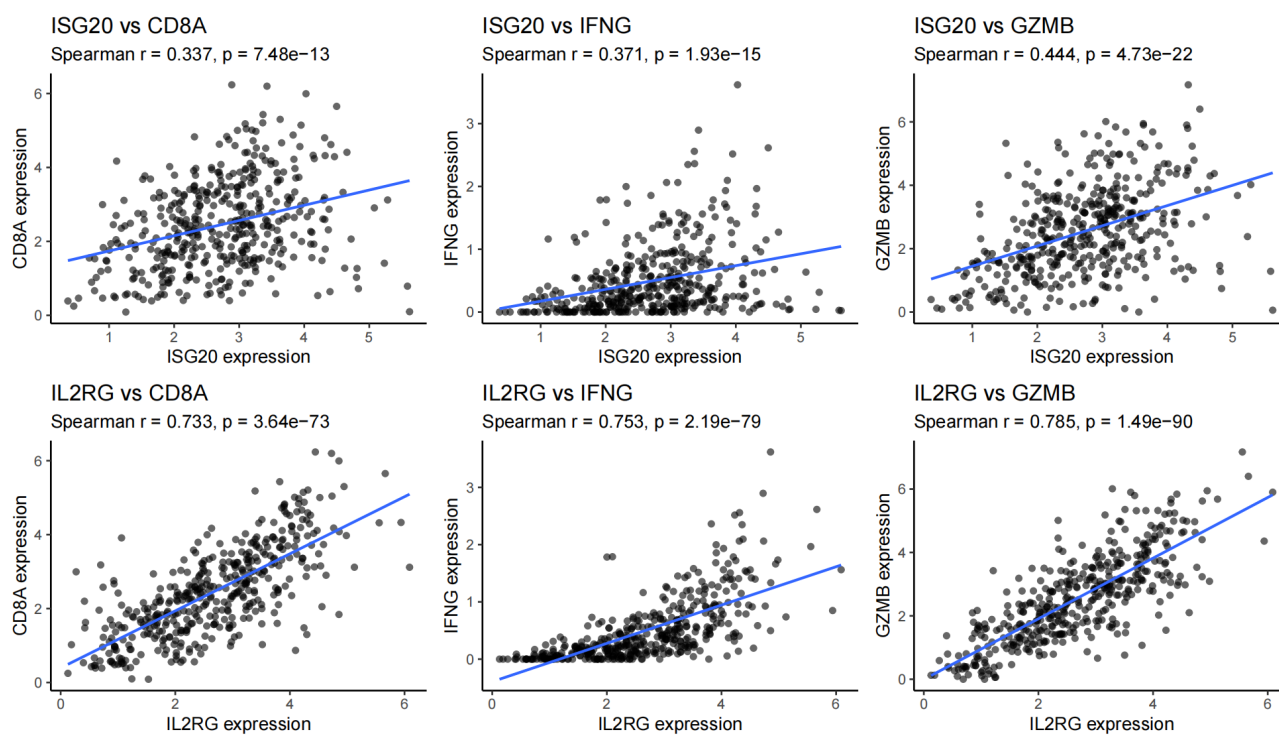 ISG20 vs CD8A
Spearman r = 0.337, p = 7.48e−13
6
4
2
0
CD8A expression
1 2 3 4 5
ISG20 expression
ISG20 vs IFNG
Spearman r = 0.371, p = 1.93e−15
3
2
1
0
IFNG expression
1 2 3 4 5
ISG20 expression
ISG20 vs GZMB
Spearman r = 0.444, p = 4.73e−22
6
4
2
0
GZMB expression
1 2 3 4 5
ISG20 expression
IL2RG vs CD8A
Spearman r = 0.733, p = 3.64e−73
6
4
2
0
CD8A expression
0 2 4 6
IL2RG expression
IL2RG vs IFNG
Spearman r = 0.753, p = 2.19e−79
3
2
1
0
IFNG expression
0 2 4 6
IL2RG expression
IL2RG vs GZMB
Spearman r = 0.785, p = 1.49e−90
6
4
2
0
GZMB expression
0 2 4 6
IL2RG expression